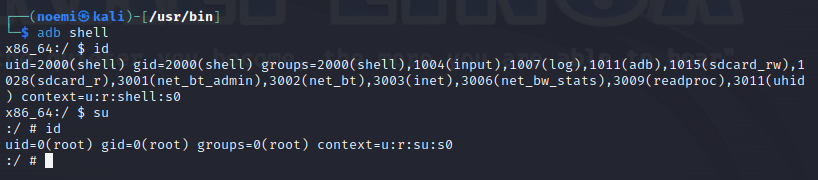 ┌──(noemi㉿kali)-[/usr/bin]
└─$ adb shell
x86_64:/ $ id
uid=2000(shell) gid=2000(shell) groups=2000(shell),1004(input),1007(log),1011(adb),1015(sdcard_rw),1
028(sdcard_r),3001(net_bt_admin),3002(net_bt),3003(inet),3006(net_bw_stats),3009(readproc),3011(uhid
) context=u:r:shell:s0
x86_64:/ $ su
:/ # id
uid=0(root) gid=0(root) groups=0(root) context=u:r:su:s0
:/ #